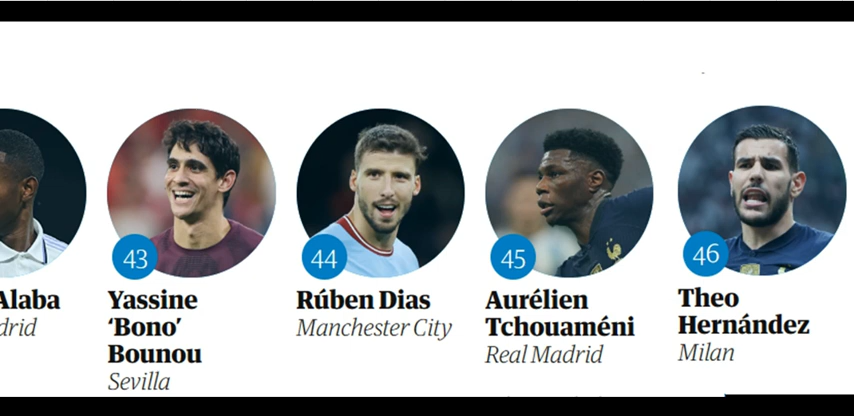 Alaba
drid
43
Yassine
‘Bono’
Bounou
Sevilla
44
Rúben Dias
Manchester City
45
Aurélien
Tchouaméni
Real Madrid
46
Theo
Hernández
Milan